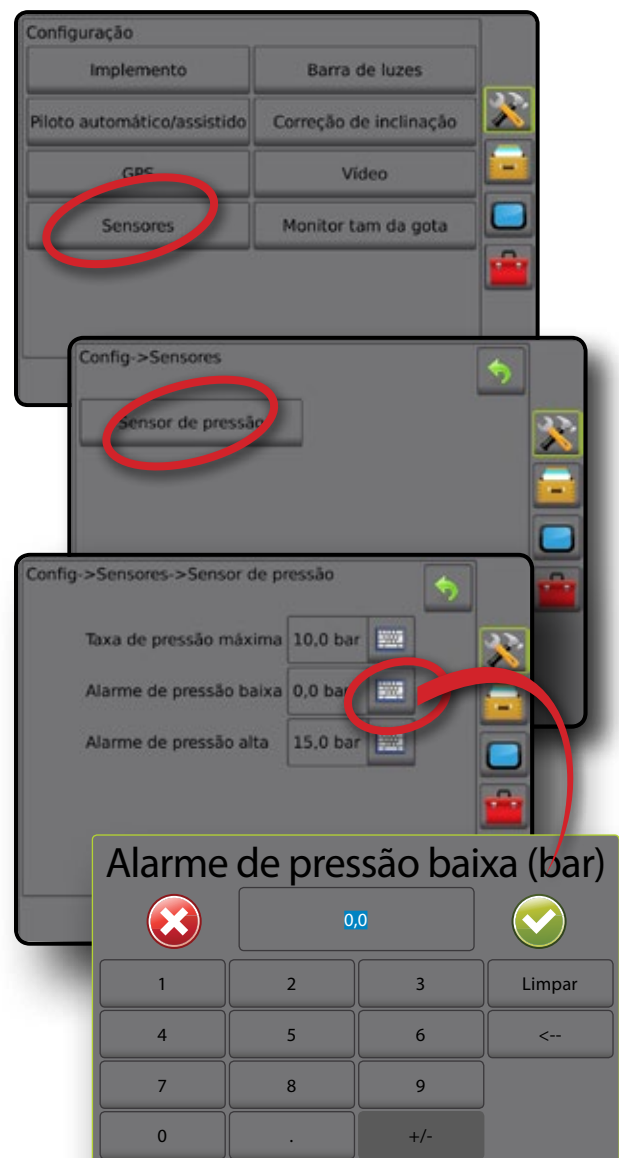 Configuração
Implemento Barra de luzes
Piloto automático/assistido Correção de inclinação
GPS Vídeo
Sensores Monitor tam da gota
Config->Sensores
Sensor de pressão
Config->Sensores->Sensor de pressão
Taxa de pressão máxima 10,0 bar
Alarme de pressão baixa 0,0 bar
Alarme de pressão alta 15,0 bar
Alarme de pressão baixa (bar)
0,0
1 2 3 Limpar
4 5 6 <--
7 8 9
0 . +/-